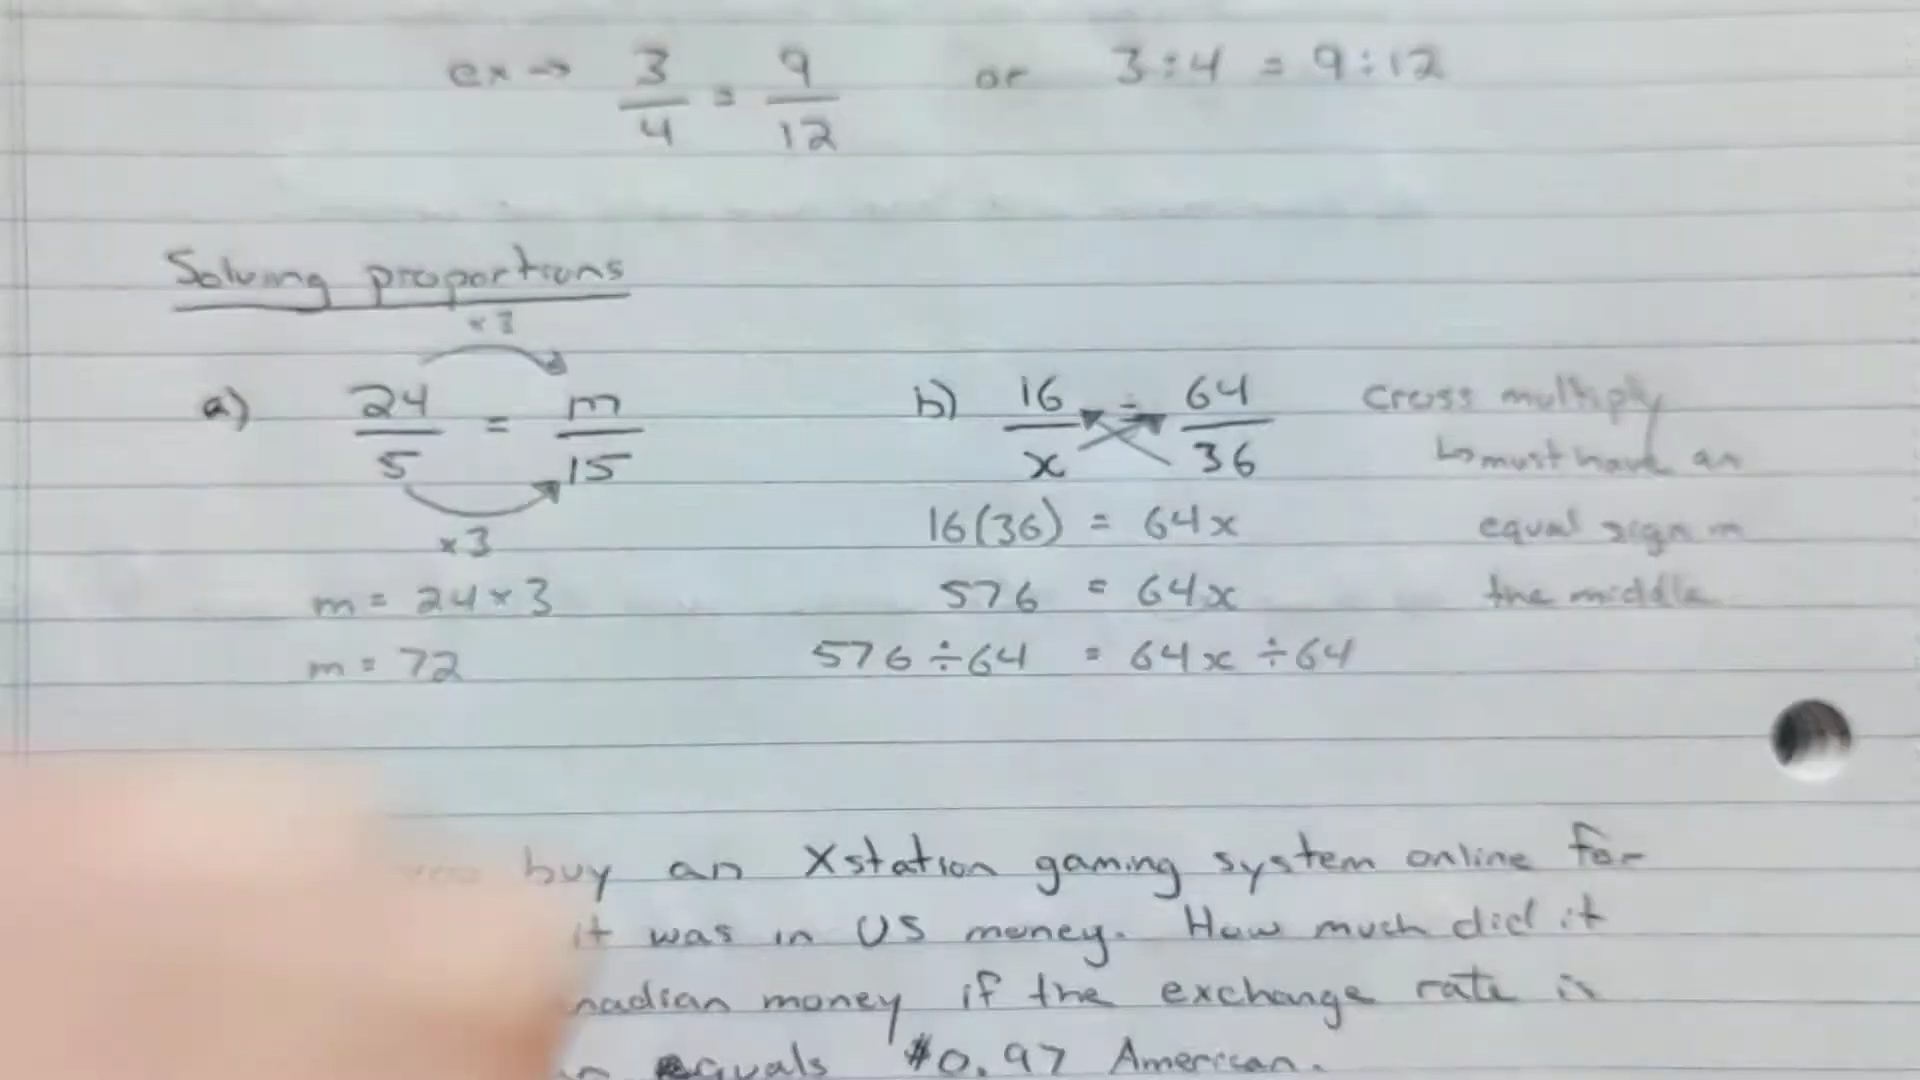 ex → 3/4 = 9/12 or 3:4 = 9:12
Solving proportions
×3
a) 24/5 = m/15
×3
m = 24×3
m = 72
b) 16/x = 64/36
16(36) = 64x
576 = 64x
576÷64 = 64x÷64
cross multiply
↳ must have an
equal sign in
the middle
buy an Xstation gaming system online for
it was in US money. How much did it
nadian money if the exchange rate is
equals $0.97 American.